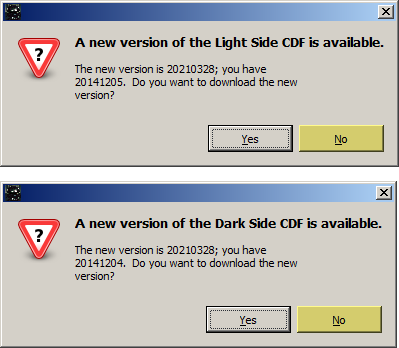 A new version of the Light Side CDF is available.
The new version is 20210328; you have
20141205.  Do you want to download the new
version?
Yes
No
A new version of the Dark Side CDF is available.
The new version is 20210328; you have
20141204.  Do you want to download the new
version?
Yes
No